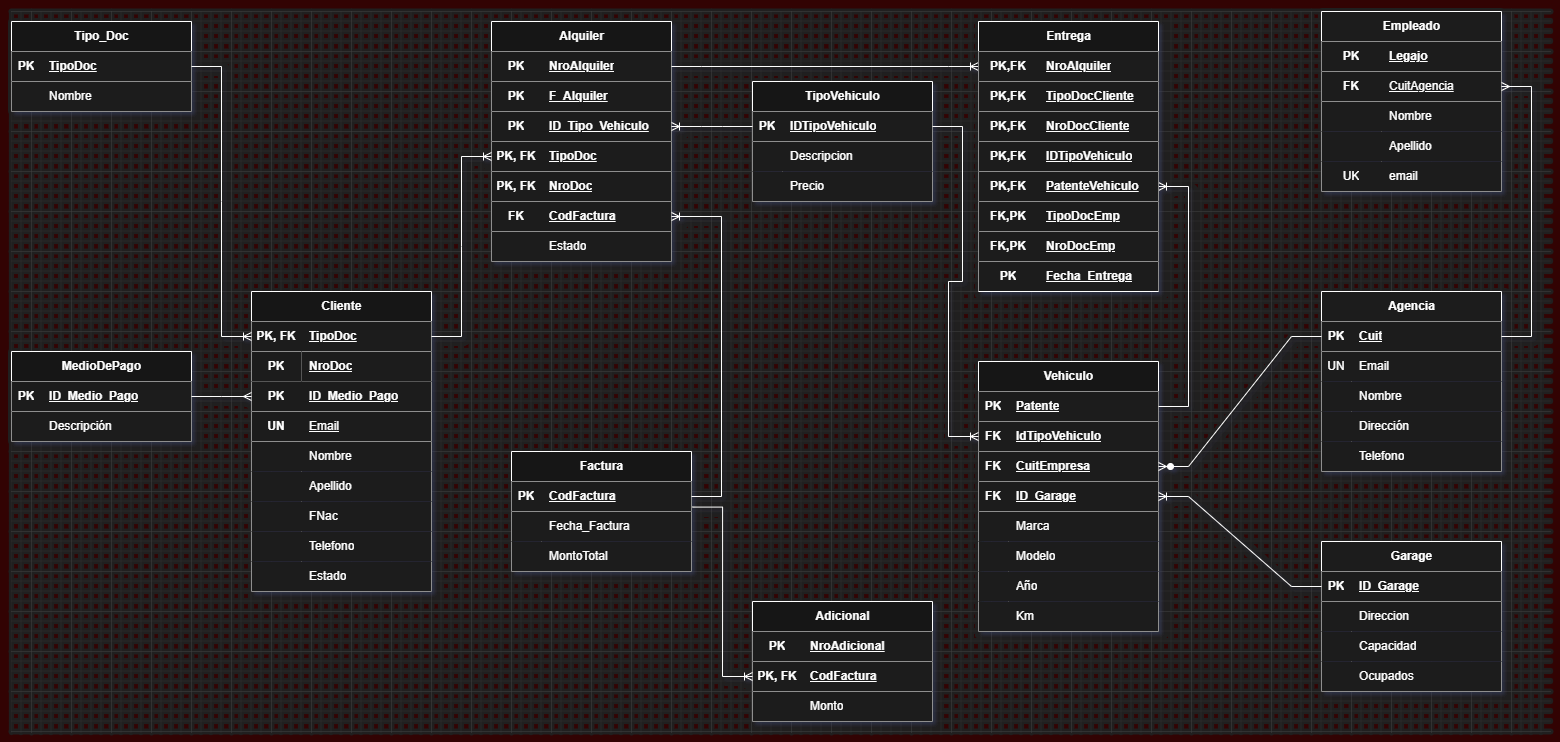 Tipo_Doc
PK TipoDoc
Nombre
Alquiler
PK NroAlquiler
PK F_Alquiler
PK ID_Tipo_Vehiculo
PK, FK TipoDoc
PK, FK NroDoc
FK CodFactura
Estado
TipoVehiculo
PK IDTipoVehiculo
Descripcion
Precio
Entrega
PK,FK NroAlquiler
PK,FK TipoDocCliente
PK,FK NroDocCliente
PK,FK IDTipoVehiculo
PK,FK PatenteVehiculo
FK,PK TipoDocEmp
FK,PK NroDocEmp
PK Fecha_Entrega
Empleado
PK Legajo
FK CuitAgencia
Nombre
Apellido
UK email
Cliente
PK, FK TipoDoc
PK NroDoc
PK ID_Medio_Pago
UN Email
Nombre
Apellido
FNac
Telefono
Estado
MedioDePago
PK ID_Medio_Pago
Descripción
Agencia
PK Cuit
UN Email
Nombre
Dirección
Telefono
Vehiculo
PK Patente
FK IdTipoVehiculo
FK CuitEmpresa
FK ID_Garage
Marca
Modelo
Año
Km
Factura
PK CodFactura
Fecha_Factura
MontoTotal
Garage
PK ID_Garage
Direccion
Capacidad
Ocupados
Adicional
PK NroAdicional
PK, FK CodFactura
Monto